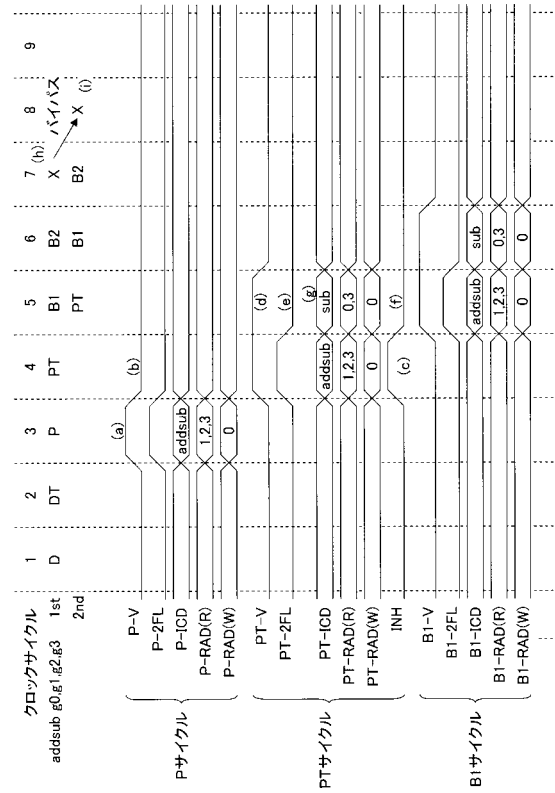 クロックサイクル 1 2 3 4 5 6 7 8 9
addsub g0,g1,g2,g3 1st D DT P PT B1 B2 X バイパス
2nd PT B1 B2 X
(h) (i)
Pサイクル
P-V (a) (b)
P-2FL
P-ICD addsub
P-RAD(R) 1,2,3
P-RAD(W) 0
PTサイクル
PT-V (d)
PT-2FL (e)
(g)
PT-ICD addsub sub
PT-RAD(R) 1,2,3 0,3
PT-RAD(W) 0 0
INH (c) (f)
B1サイクル
B1-V
B1-2FL
B1-ICD addsub sub
B1-RAD(R) 1,2,3 0,3
B1-RAD(W) 0 0